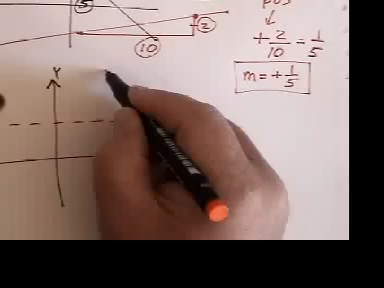 pos
5
2
10
+ 2/10 = 1/5
m = + 1/5
Y